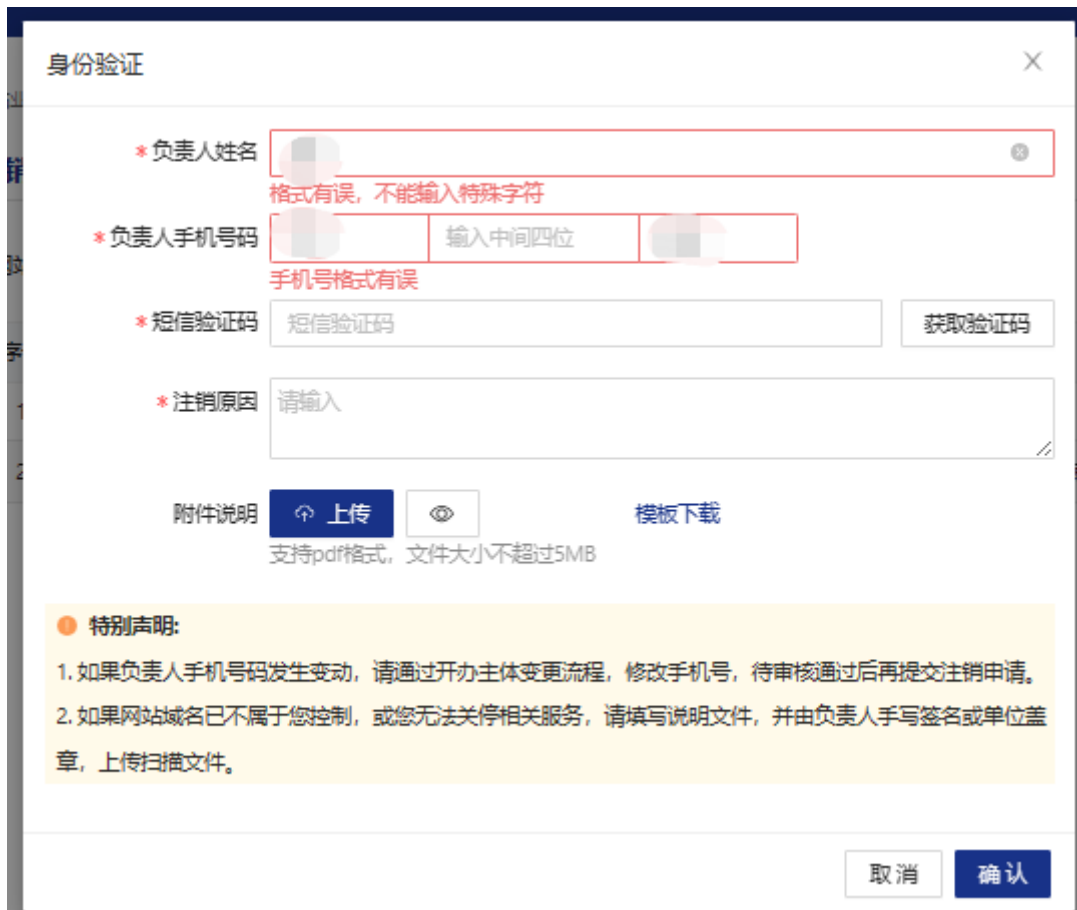 身份验证
* 负责人姓名
格式有误，不能输入特殊字符
* 负责人手机号码 输入中间四位
手机号格式有误
* 短信验证码 短信验证码 获取验证码
* 注销原因 请输入
附件说明 上传 模板下载
支持pdf格式，文件大小不超过5MB
特别声明:
1. 如果负责人手机号码发生变动，请通过开办主体变更流程，修改手机号，待审核通过后再提交注销申请。
2. 如果网站域名已不属于您控制，或您无法关停相关服务，请填写说明文件，并由负责人手写签名或单位盖
章，上传扫描文件。
取消 确认